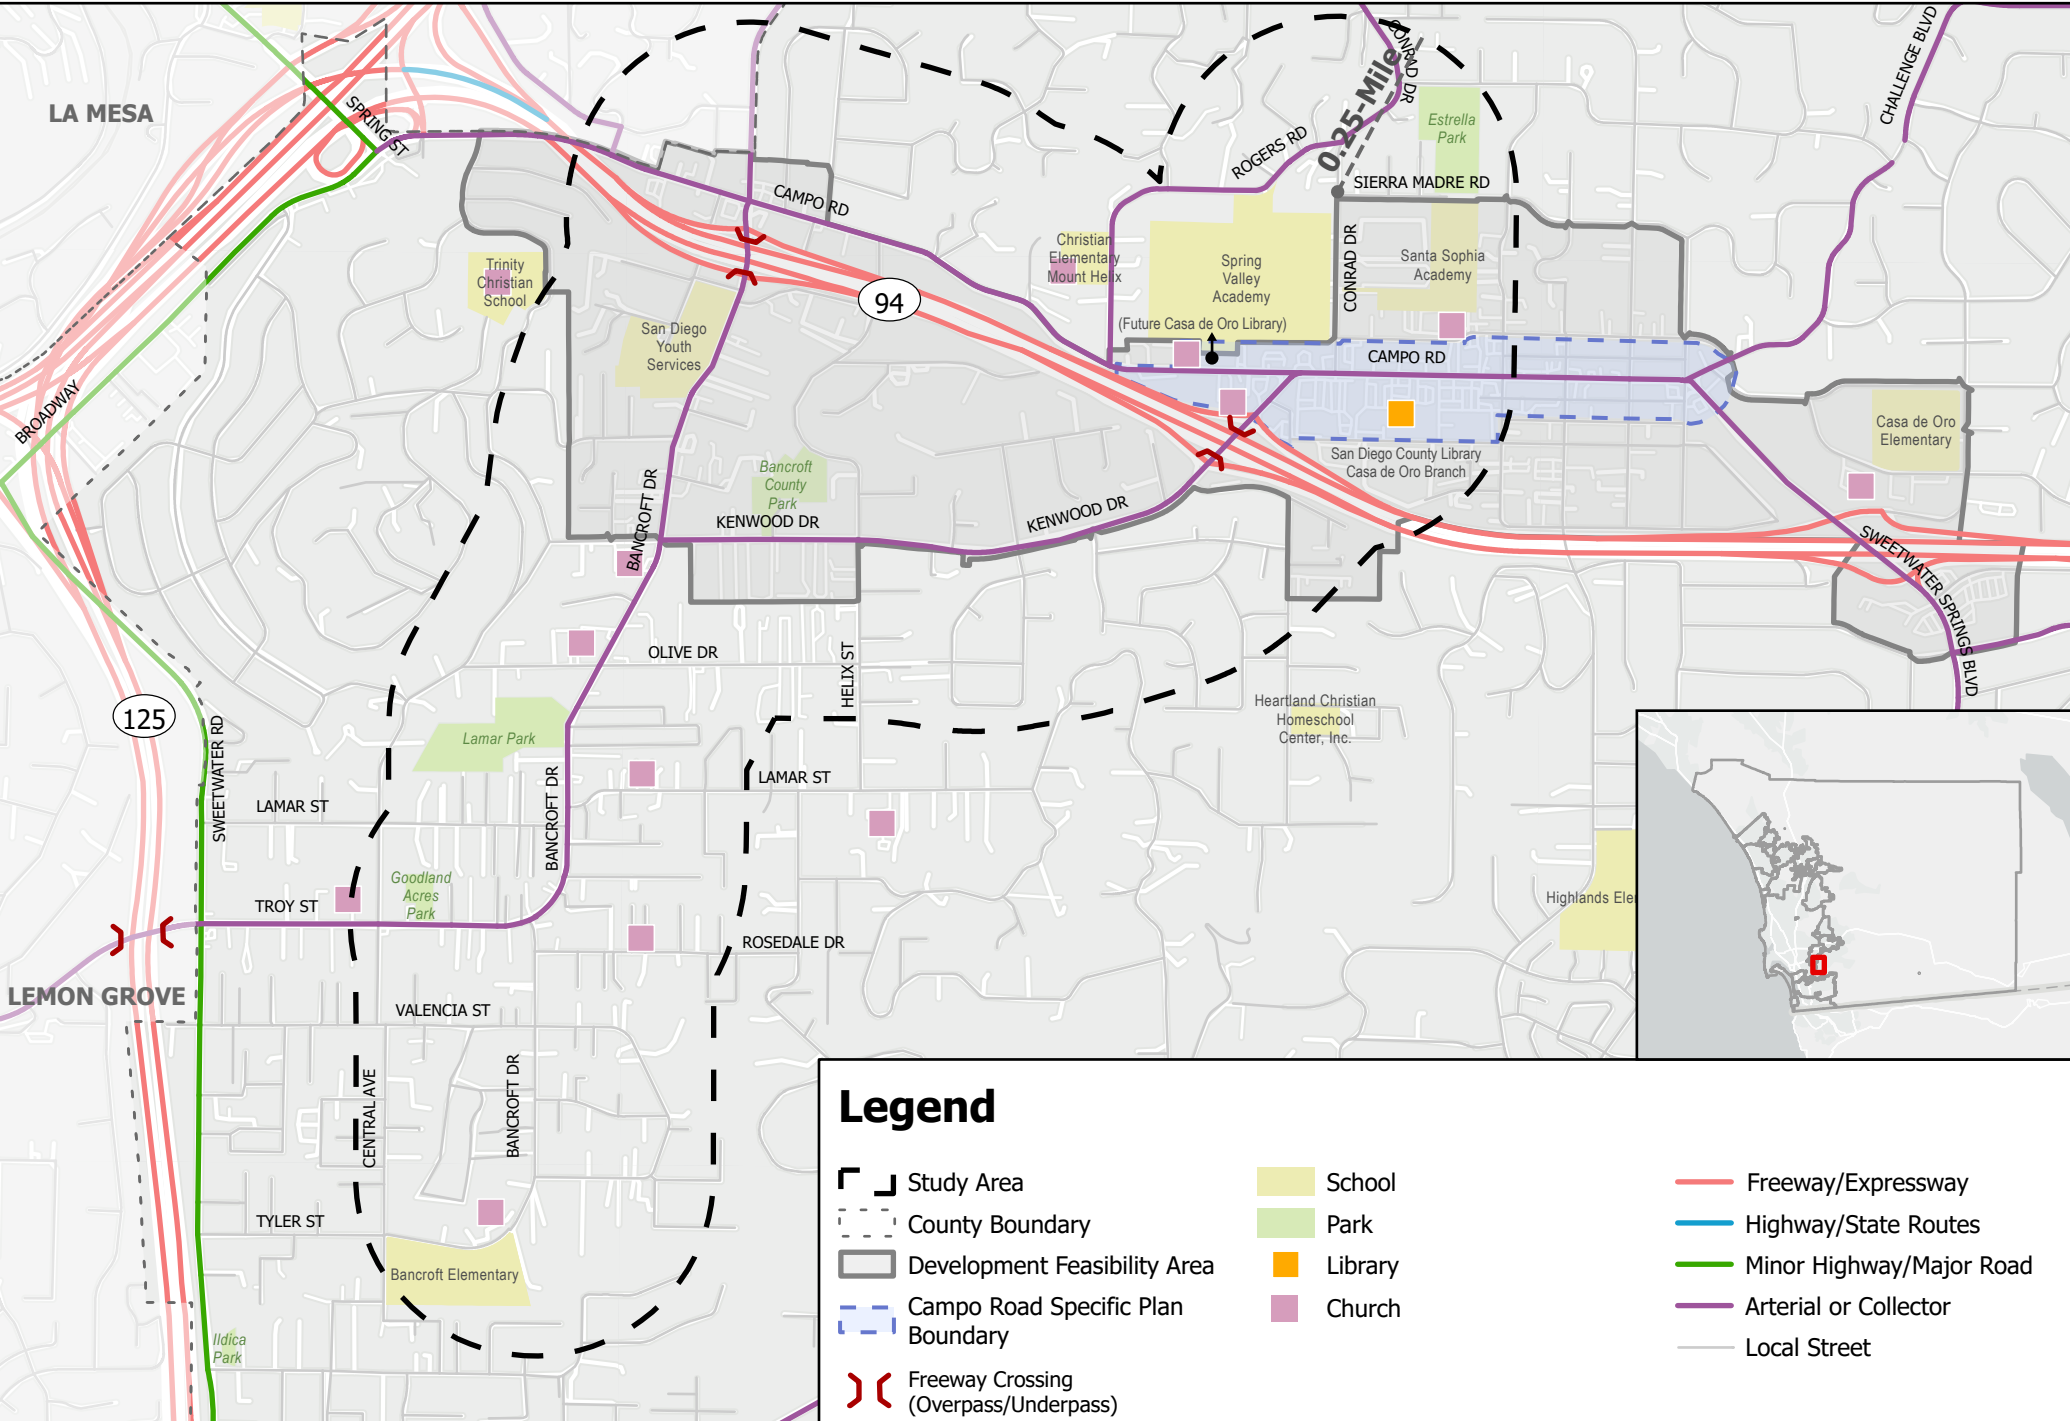 LA MESA
SPRING ST
CAMPO RD
CONRAD DR
0.25-Mile
ROGERS RD
Estrella
Park
SIERRA MADRE RD
CHALLENGE BLVD
Trinity
Christian
School
Christian
Elementary
Mount Helix
Spring
Valley
Academy
CONRAD DR
Santa Sophia
Academy
94
San Diego
Youth
Services
(Future Casa de Oro Library)
CAMPO RD
BROADWAY
Casa de Oro
Elementary
San Diego County Library
Casa de Oro Branch
Bancroft
County
Park
BANCROFT DR
KENWOOD DR
KENWOOD DR
SWEETWATER SPRINGS BLVD
OLIVE DR
HELIX ST
125
SWEETWATER RD
Lamar Park
Heartland Christian
Homeschool
Center, Inc.
LAMAR ST
LAMAR ST
BANCROFT DR
Goodland
Acres
Park
TROY ST
Highlands Ele
ROSEDALE DR
LEMON GROVE
VALENCIA ST
CENTRAL AVE
BANCROFT DR
TYLER ST
Bancroft Elementary
Ildica
Park
Legend
Study Area
County Boundary
Development Feasibility Area
Campo Road Specific Plan
Boundary
Freeway Crossing
(Overpass/Underpass)
School
Park
Library
Church
Freeway/Expressway
Highway/State Routes
Minor Highway/Major Road
Arterial or Collector
Local Street